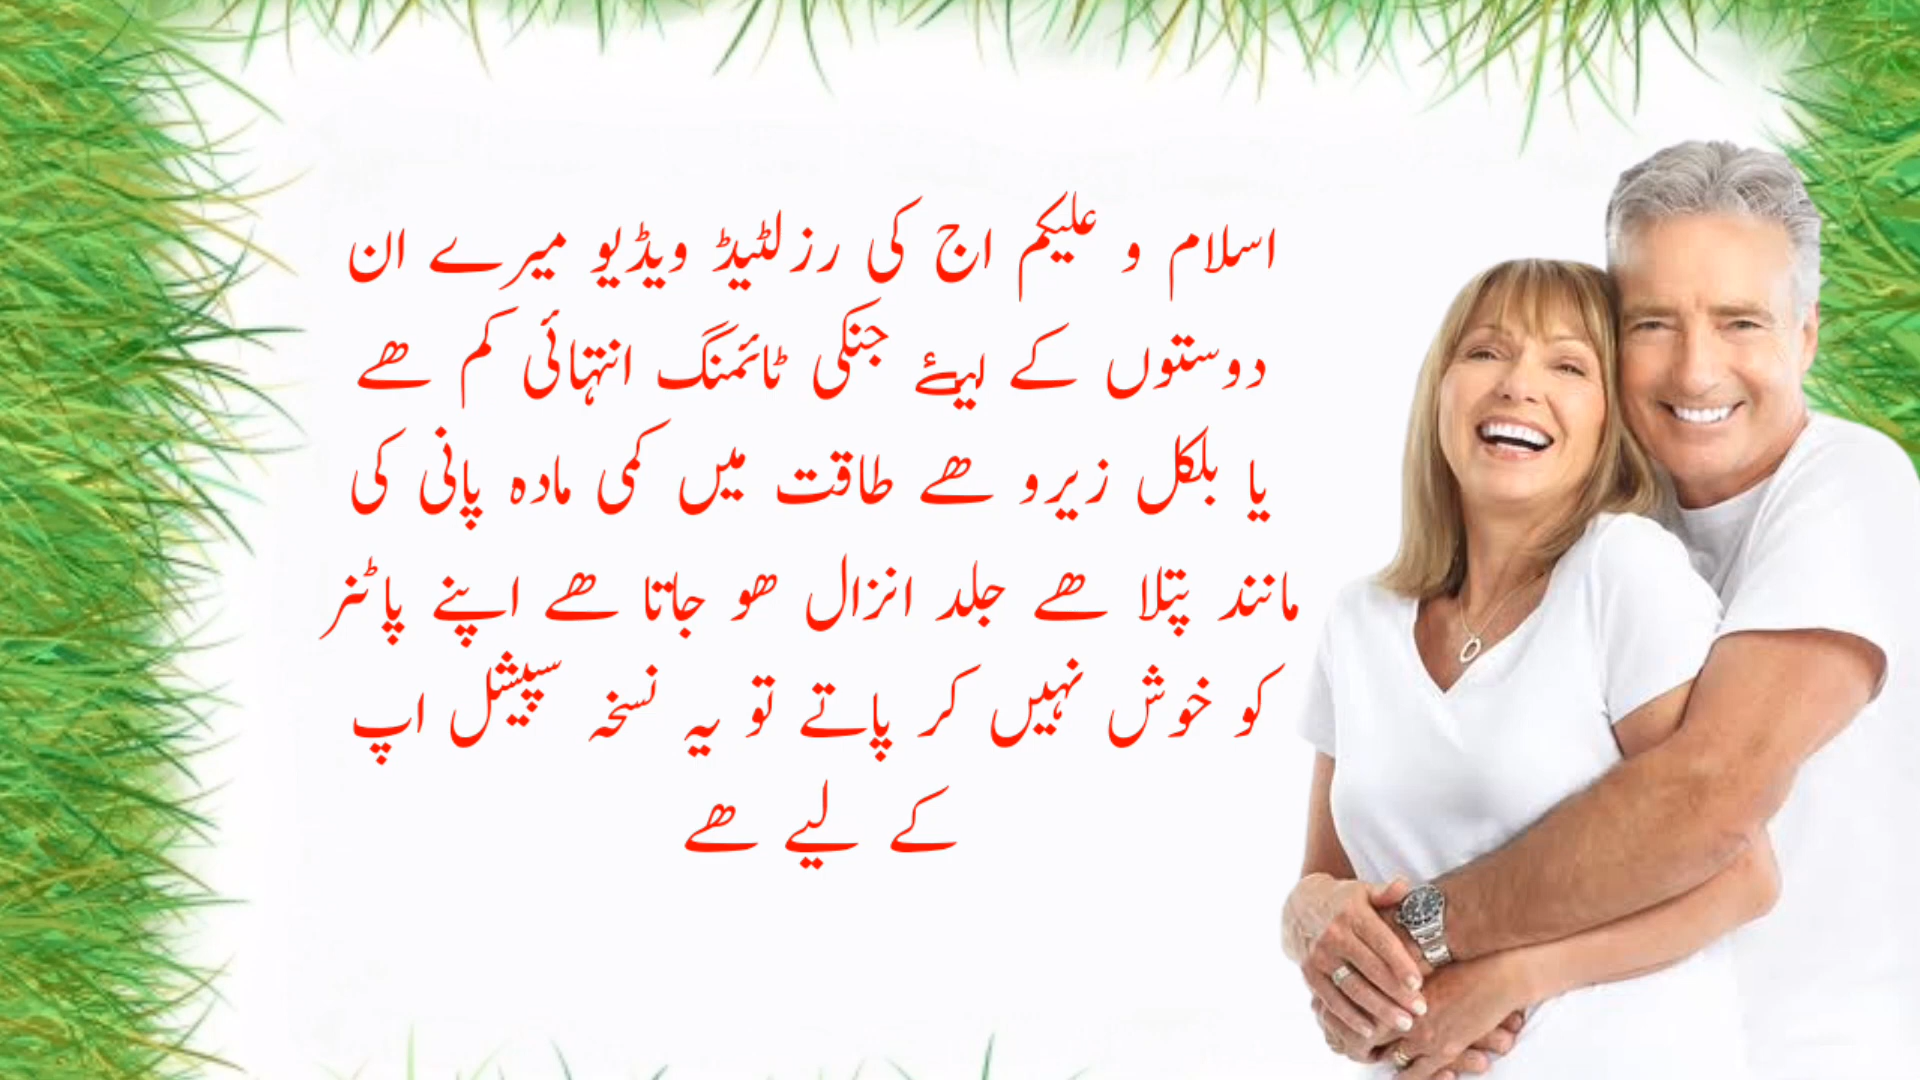 اسلام و علیکم اج کی رزلٹیڈ ویڈیو میرے ان
دوستوں کے لیئے جنکی ٹائمنگ انتہائی کم ھے
یا بلکل زیرو ھے طاقت میں کمی مادہ پانی کی
مانند پتلا ھے جلد انزال ھو جاتا ھے اپنے پاٹنر
کو خوش نہیں کر پاتے تو یہ نسخہ سپیشل اپ
کے لیے ھے